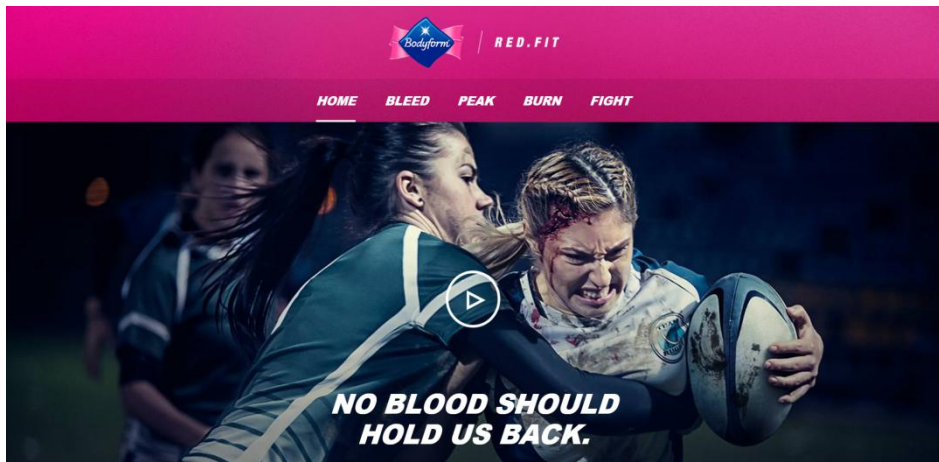 Bodyform
RED.FIT
HOME BLEED PEAK BURN FIGHT
NO BLOOD SHOULD
HOLD US BACK.